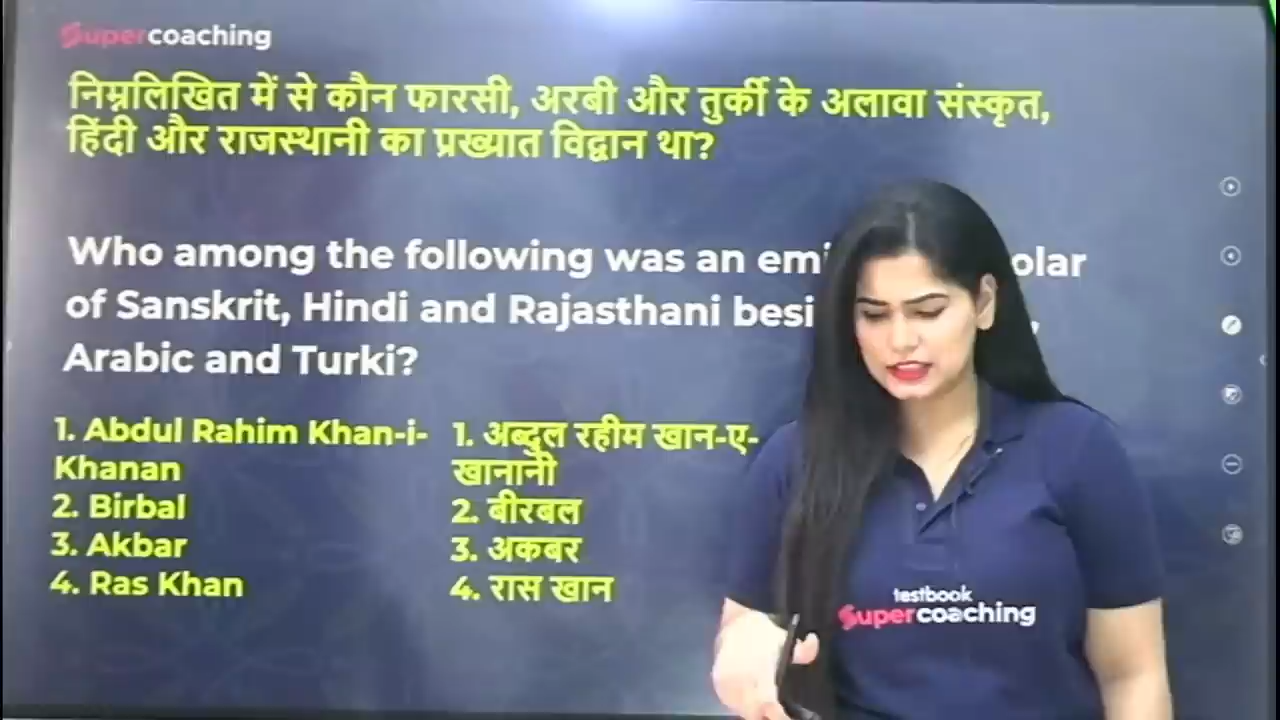 Supercoaching
निम्नलिखित में से कौन फारसी, अरबी और तुर्की के अलावा संस्कृत,
हिंदी और राजस्थानी का प्रख्यात विद्वान था?
Who among the following was an emi olar
of Sanskrit, Hindi and Rajasthani besi ,
Arabic and Turki?
1. Abdul Rahim Khan-i-
Khanan
2. Birbal
3. Akbar
4. Ras Khan
1. अब्दुल रहीम खान-ए-
खानानी
2. बीरबल
3. अकबर
4. रास खान
testbook
Supercoaching